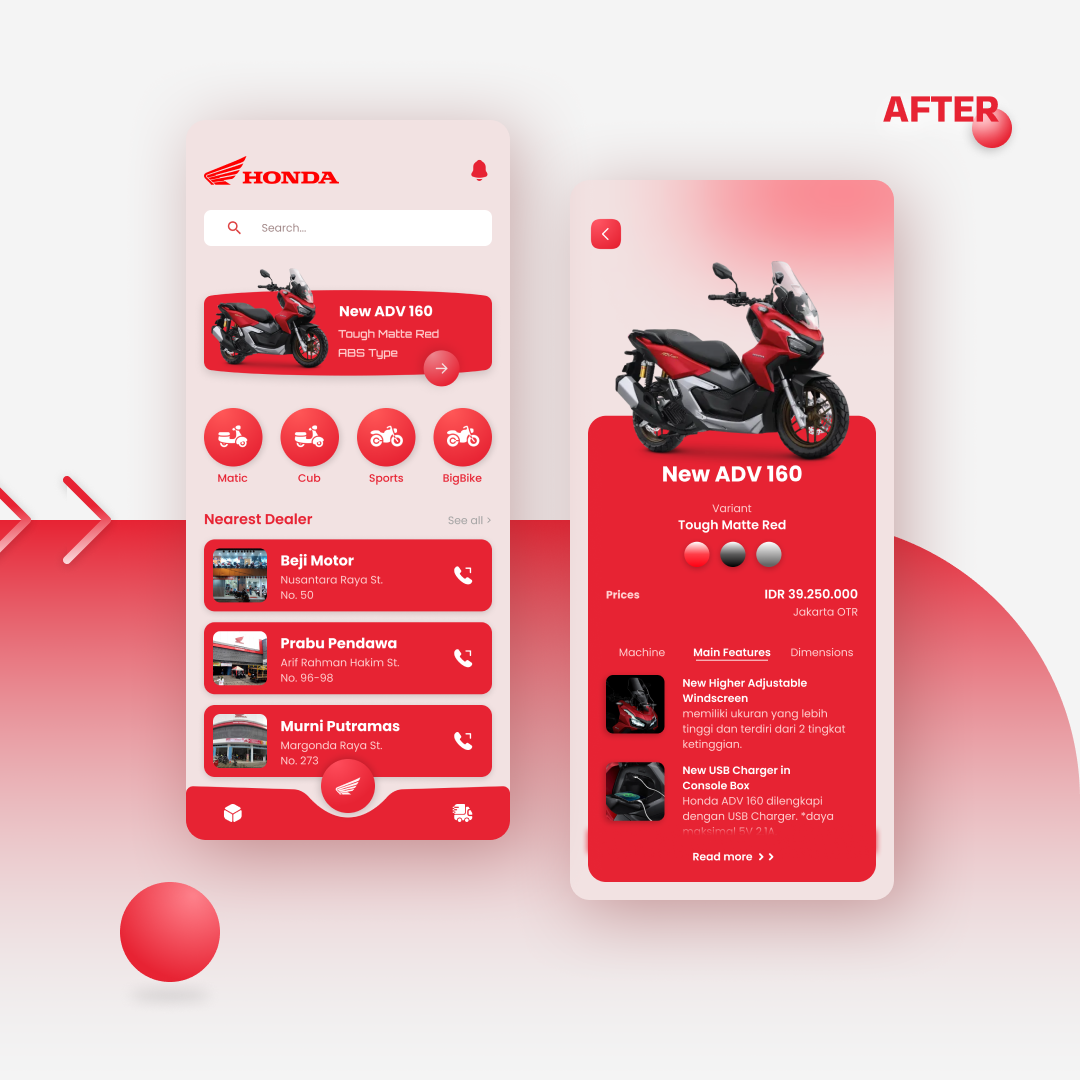 AFTER
HONDA
Search...
New ADV 160
Tough Matte Red
ABS Type
Matic
Cub
Sports
BigBike
Nearest Dealer
See all >
Beji Motor
Nusantara Raya St.
No. 50
Prabu Pendawa
Arif Rahman Hakim St.
No. 96-98
Murni Putramas
Margonda Raya St.
No. 273
New ADV 160
Variant
Tough Matte Red
Prices
IDR 39.250.000
Jakarta OTR
Machine
Main Features
Dimensions
New Higher Adjustable
Windscreen
memiliki ukuran yang lebih
tinggi dan terdiri dari 2 tingkat
ketinggian.
New USB Charger in
Console Box
Honda ADV 160 dilengkapi
dengan USB Charger. *daya
maksimal 5V 2.1A
Read more